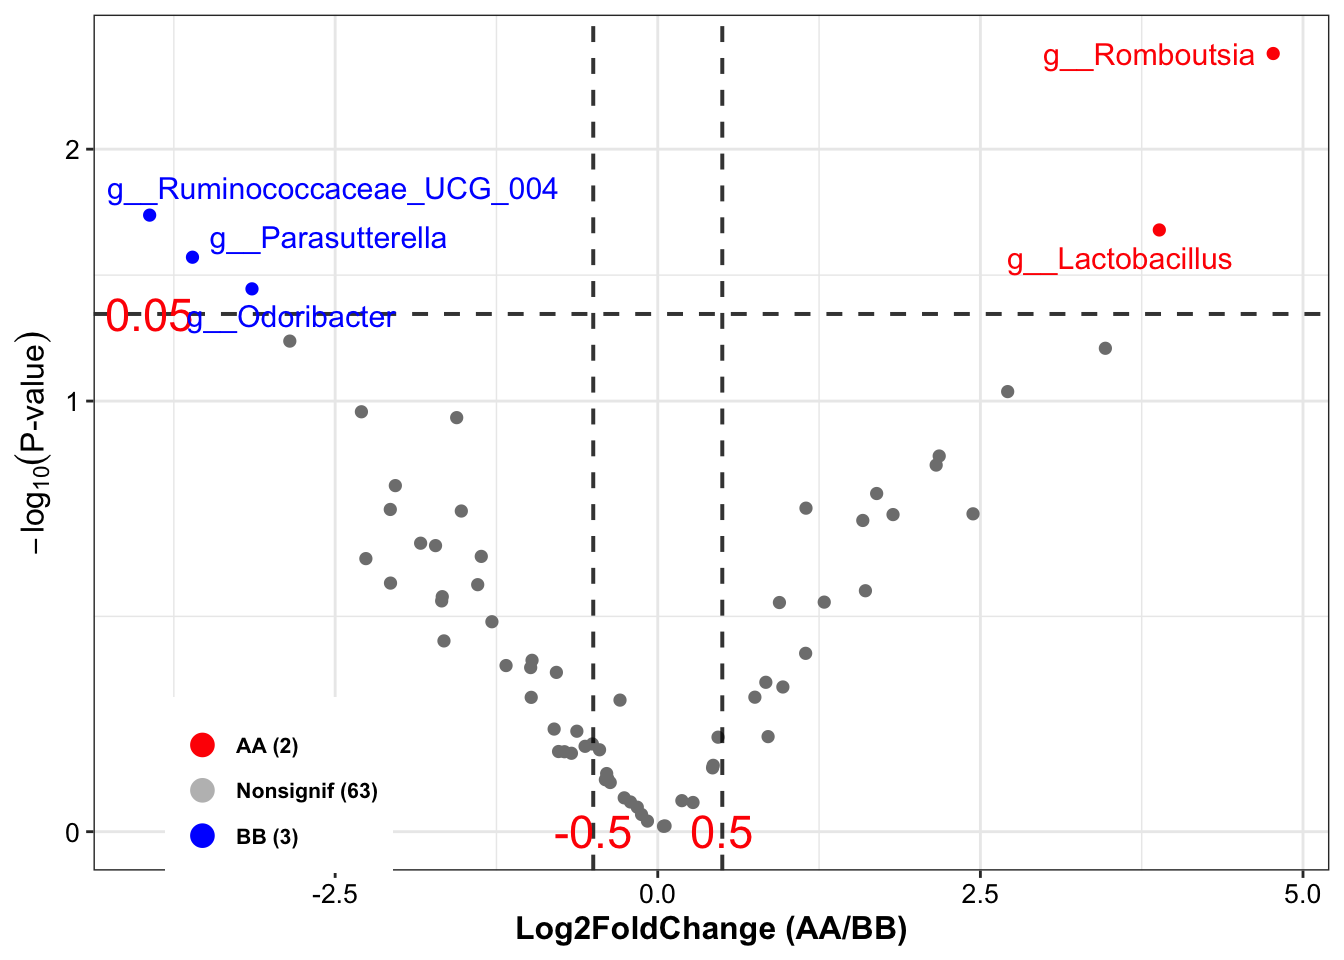 g__Romboutsia
2
g__Ruminococcaceae_UCG_004
g__Parasutterella
g__Lactobacillus
0.05
g__Odoribacter
1
−log10(P-value)
AA (2)
Nonsignif (63)
BB (3)
0
-0.5
0.5
-2.5
0.0
2.5
5.0
Log2FoldChange (AA/BB)